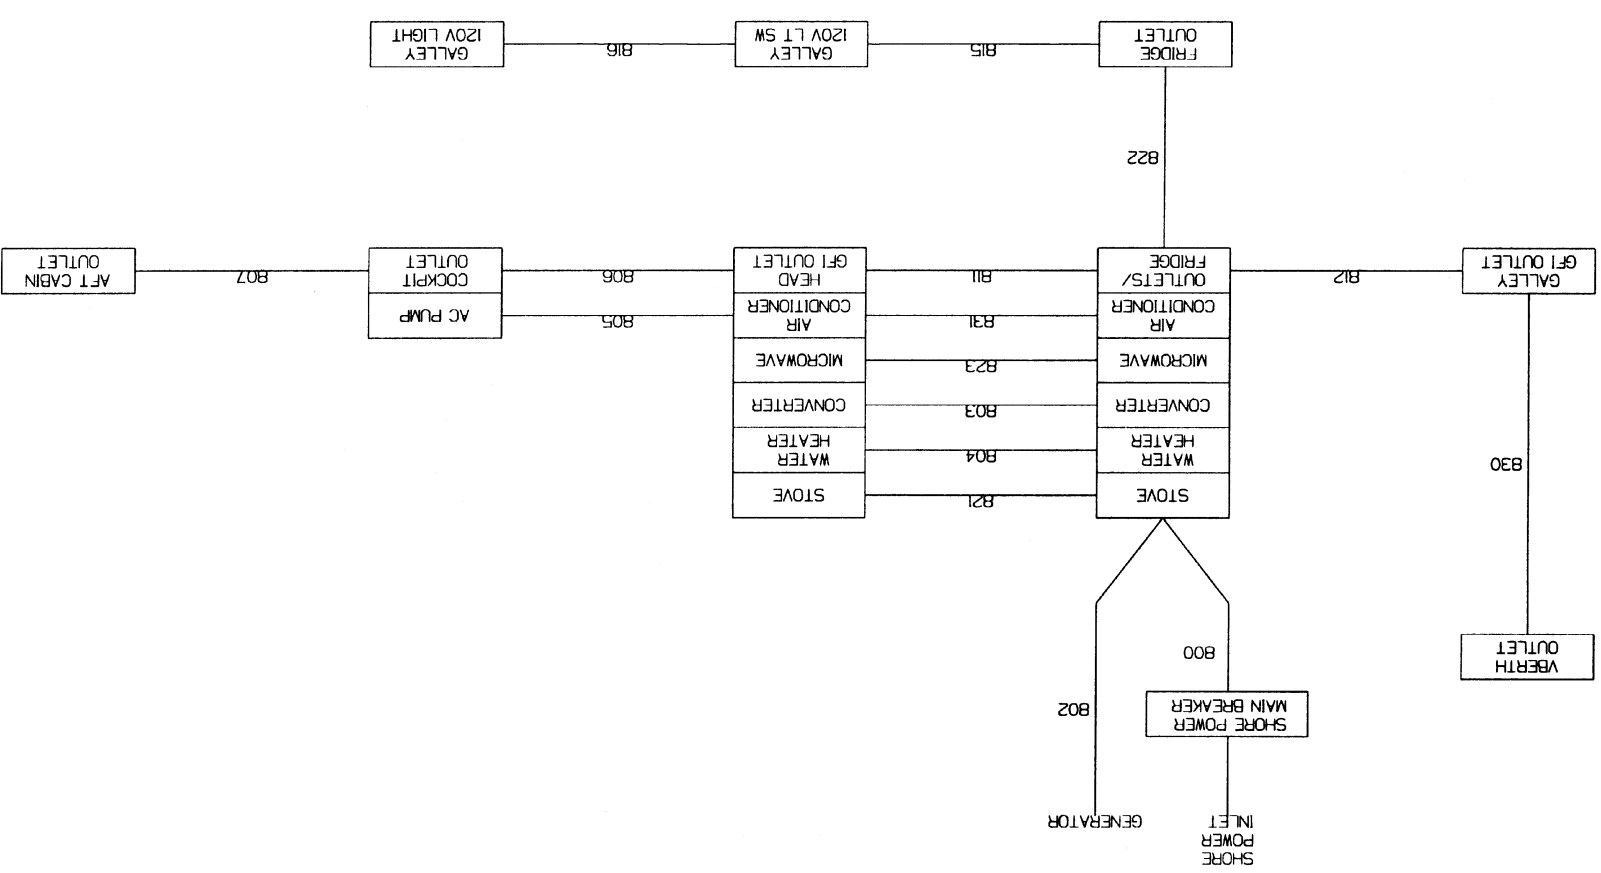 SHORE
POWER
INLET
GENERATOR
SHORE POWER
MAIN BREAKER
802
VBERTH
OUTLET
800
830
STOVE
821
STOVE
WATER
HEATER
804
WATER
HEATER
CONVERTER
803
CONVERTER
MICROWAVE
823
MICROWAVE
AIR
CONDITIONER
831
AIR
CONDITIONER
805
AC PUMP
GALLEY
GFI OUTLET
812
OUTLETS/
FRIDGE
811
HEAD
GFI OUTLET
806
COCKPIT
OUTLET
807
AFT CABIN
OUTLET
822
FRIDGE
OUTLET
815
GALLEY
120V LT SW
816
GALLEY
120V LIGHT